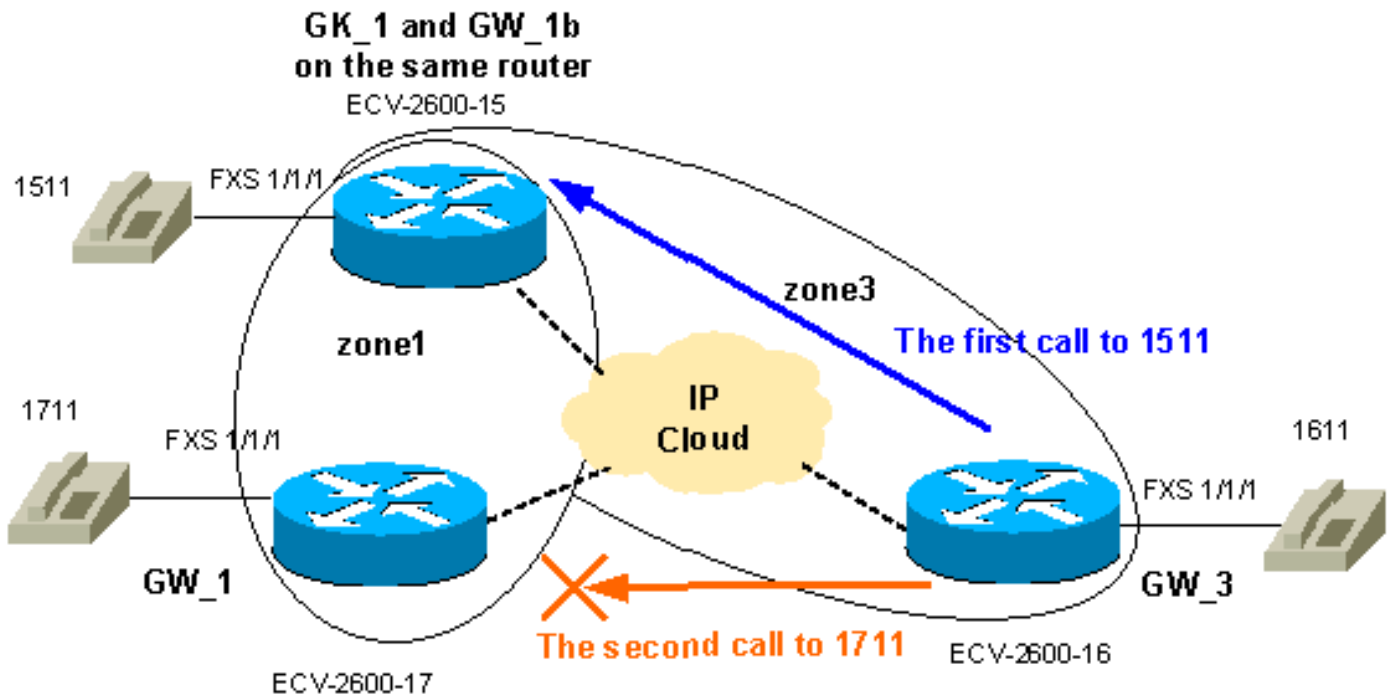 GK_1 and GW_1b
on the same router
ECV-2600-15
1511
FXS 1/1/1
zone3
The first call to 1511
zone1
IP
Cloud
1711
FXS 1/1/1
1611
FXS 1/1/1
GW_1
GW_3
The second call to 1711
ECV-2600-16
ECV-2600-17